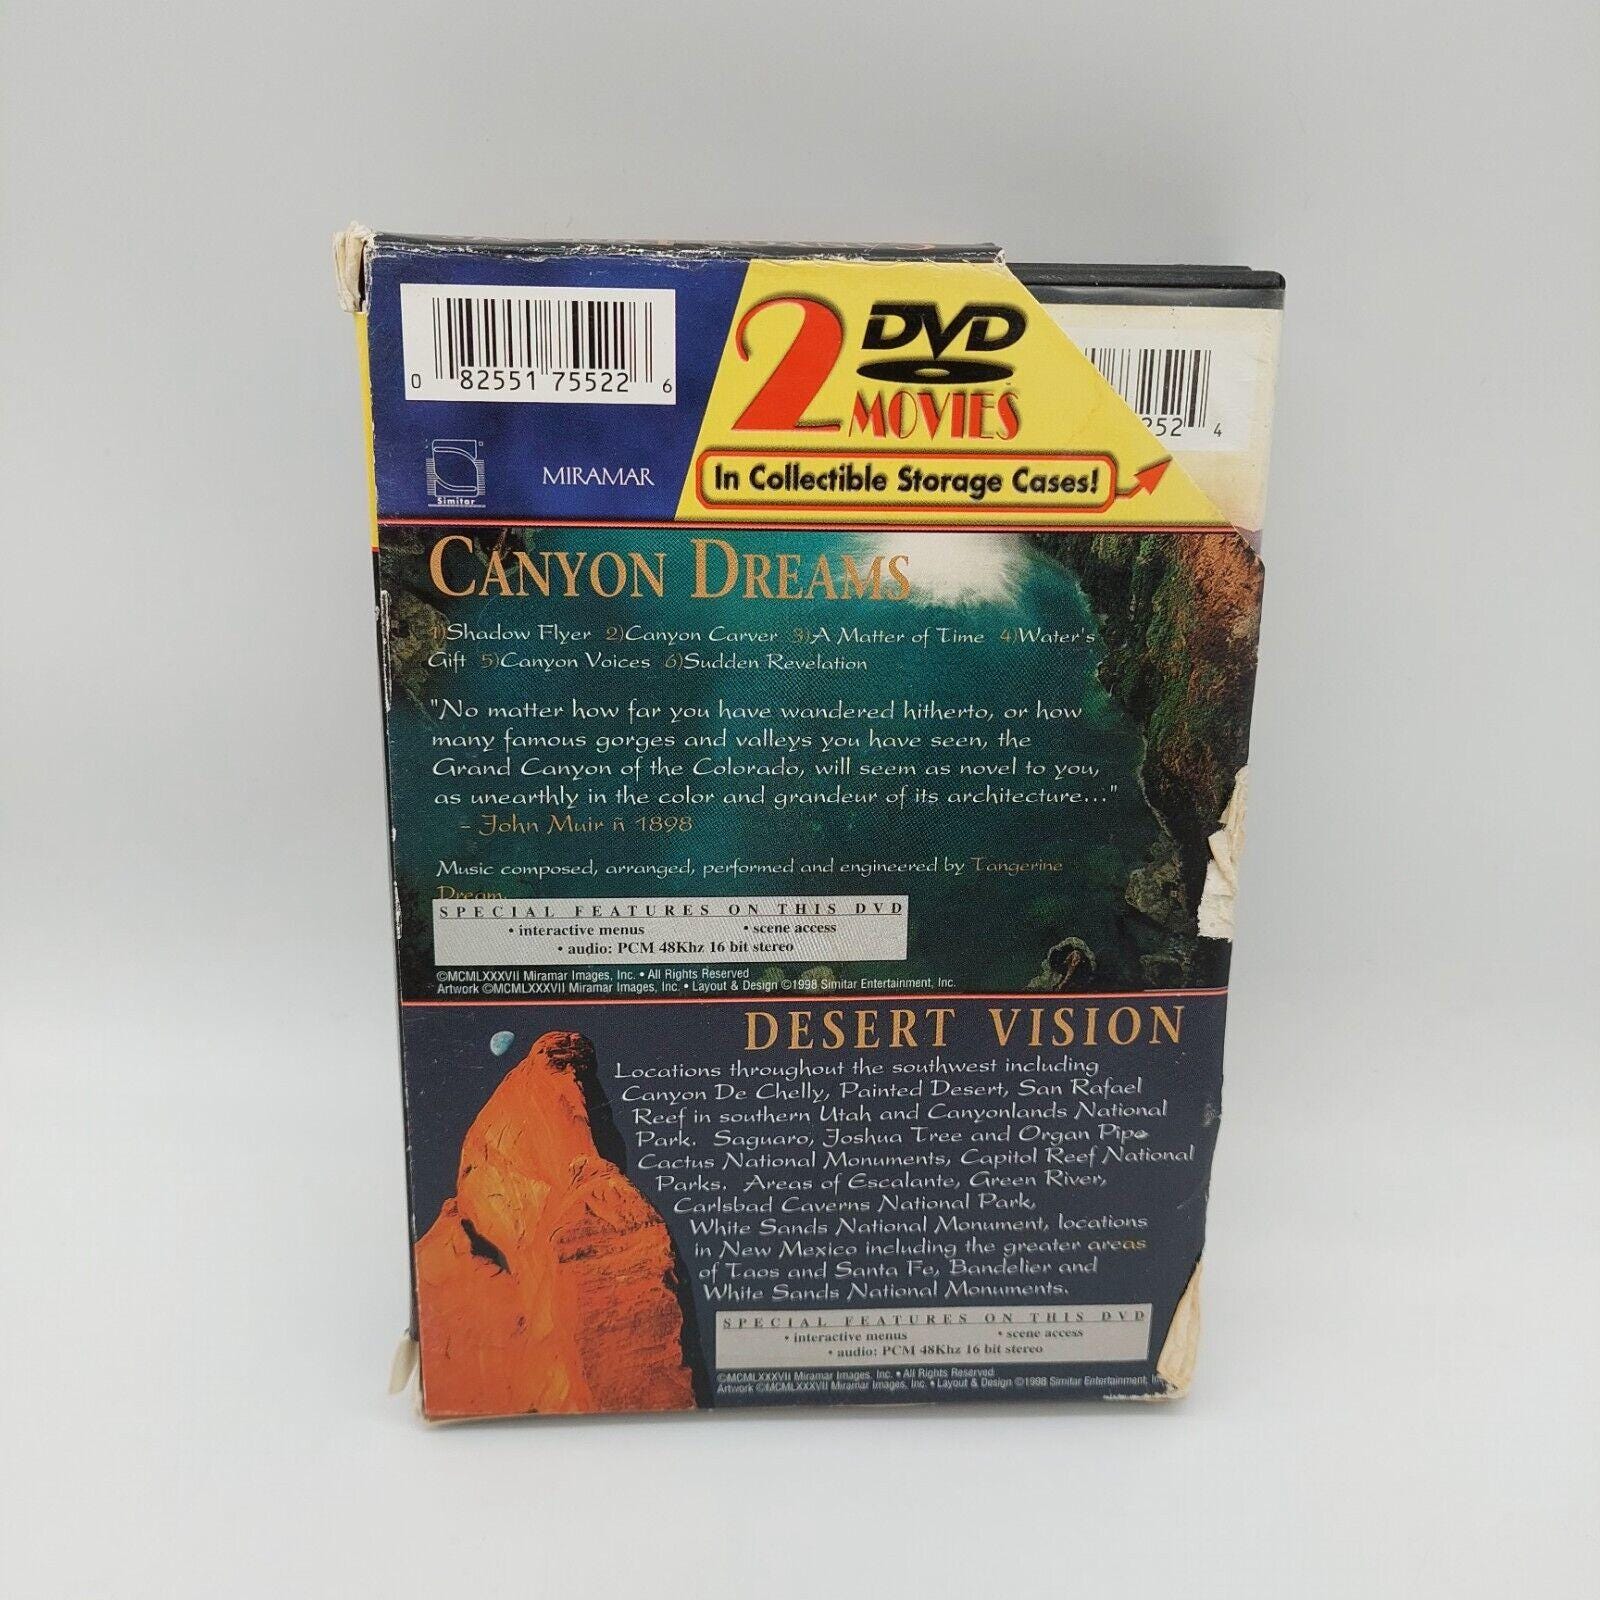 0 82551 75522 6
Simitar
MIRAMAR
2 DVD
MOVIES
In Collectible Storage Cases!
252 4
CANYON DREAMS
1)Shadow Flyer 2)Canyon Carver 3)A Matter of Time 4)Water's
Gift 5)Canyon Voices 6)Sudden Revelation
"No matter how far you have wandered hitherto, or how
many famous gorges and valleys you have seen, the
Grand Canyon of the Colorado, will seem as novel to you,
as unearthly in the color and grandeur of its architecture..."
- John Muir ñ 1898
Music composed, arranged, performed and engineered by Tangerine
Dream.
SPECIAL FEATURES ON THIS DVD
• interactive menus • scene access
• audio: PCM 48Khz 16 bit stereo
©MCMLXXXVII Miramar Images, Inc. • All Rights Reserved
Artwork ©MCMLXXXVII Miramar Images, Inc. • Layout & Design ©1998 Simitar Entertainment, Inc.
DESERT VISION
Locations throughout the southwest including
Canyon De Chelly, Painted Desert, San Rafael
Reef in southern Utah and Canyonlands National
Park. Saguaro, Joshua Tree and Organ Pipe
Cactus National Monuments, Capitol Reef National
Parks. Areas of Escalante, Green River,
Carlsbad Caverns National Park,
White Sands National Monument, locations
in New Mexico including the greater areas
of Taos and Santa Fe, Bandelier and
White Sands National Monuments.
SPECIAL FEATURES ON THIS DVD
• interactive menus • scene access
• audio: PCM 48Khz 16 bit stereo
©MCMLXXXVII Miramar Images, Inc. • All Rights Reserved
Artwork ©MCMLXXXVII Miramar Images, Inc. • Layout & Design ©1998 Simitar Entertainment,